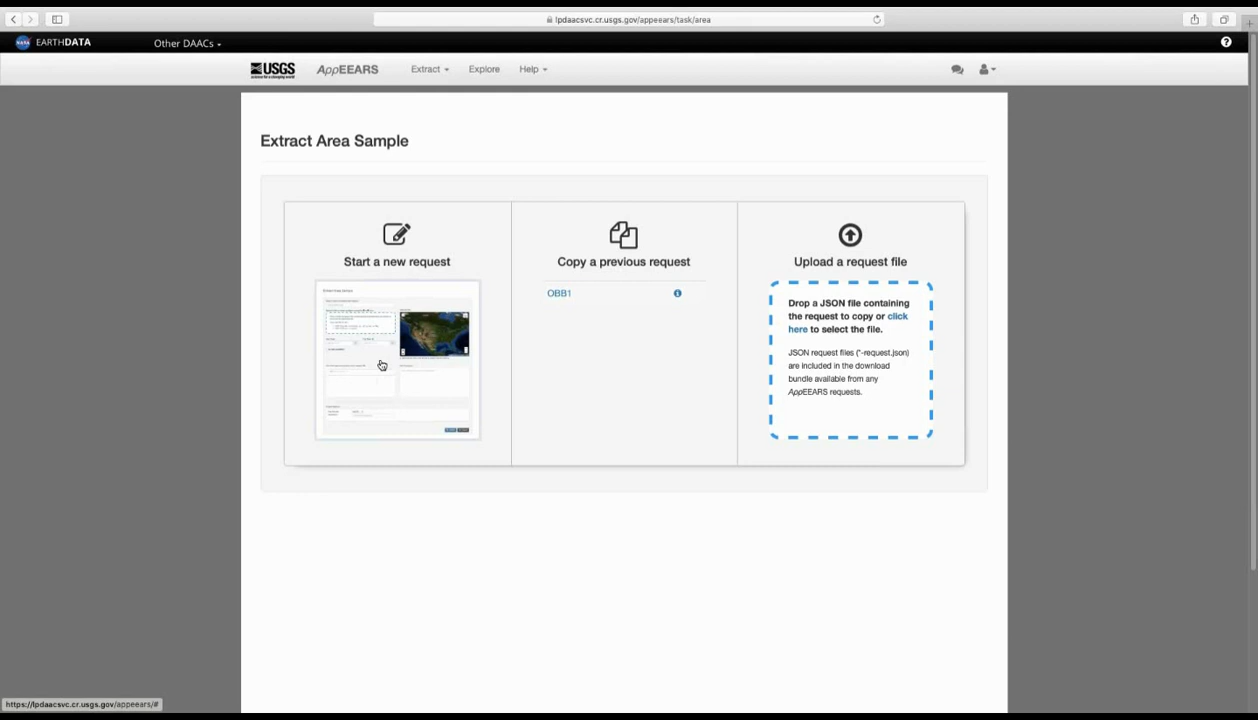 lpdaacsvc.cr.usgs.gov/appeears/task/area
NASA EARTHDATA Other DAACs
USGS AppEEARS Extract Explore Help
Extract Area Sample
Start a new request
Copy a previous request
OBB1
Upload a request file
Drop a JSON file containing
the request to copy or click
here to select the file.
JSON request files (*-request.json)
are included in the download
bundle available from any
AppEEARS requests.
https://lpdaacsvc.cr.usgs.gov/appeears/#